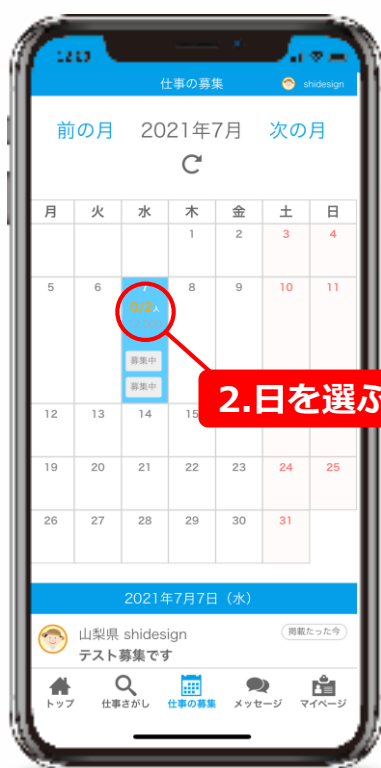 仕事の募集 shidesign
前の月 2021年7月 次の月
月 火 水 木 金 土 日
1 2 3 4
5 6 7 8 9 10 11
0/2人
募集中
募集中
2.日を選ぶ
12 13 14 15
19 20 21 22 23 24 25
26 27 28 29 30 31
2021年7月7日（水）
山梨県 shidesign 掲載たった今
テスト募集です
トップ 仕事さがし 仕事の募集 メッセージ マイページ